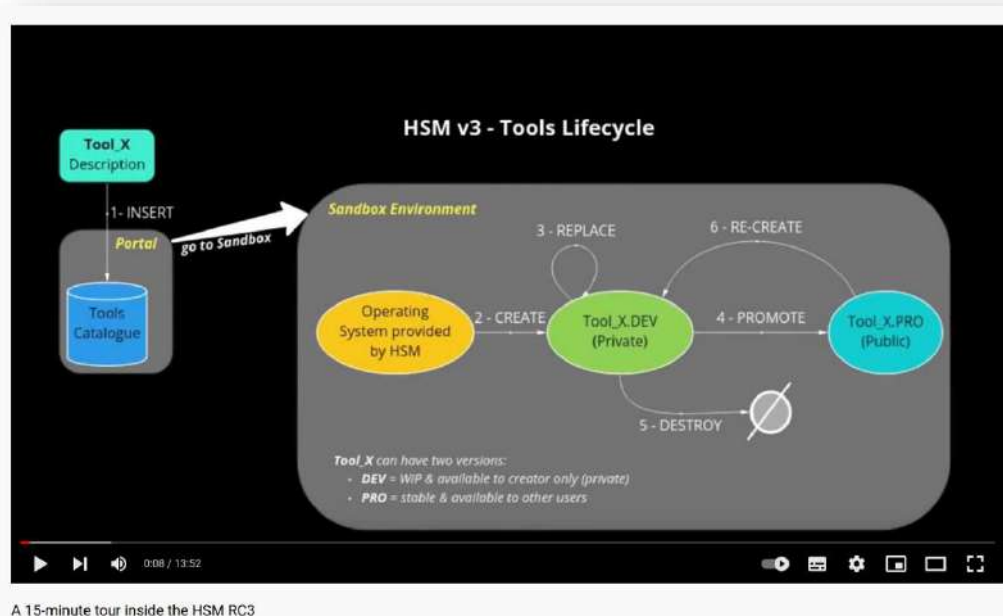 HSM v3 - Tools Lifecycle
Tool_X
Description
1- INSERT
Portal
go to Sandbox
Tools
Catalogue
Sandbox Environment
3 - REPLACE
6 - RE-CREATE
Operating
System provided
by HSM
2 - CREATE
Tool_X.DEV
(Private)
4 - PROMOTE
Tool_X.PRO
(Public)
5 - DESTROY
Tool_X can have two versions:
• DEV = WIP & available to creator only (private)
• PRO = stable & available to other users
0:08 / 13:52
A 15-minute tour inside the HSM RC3